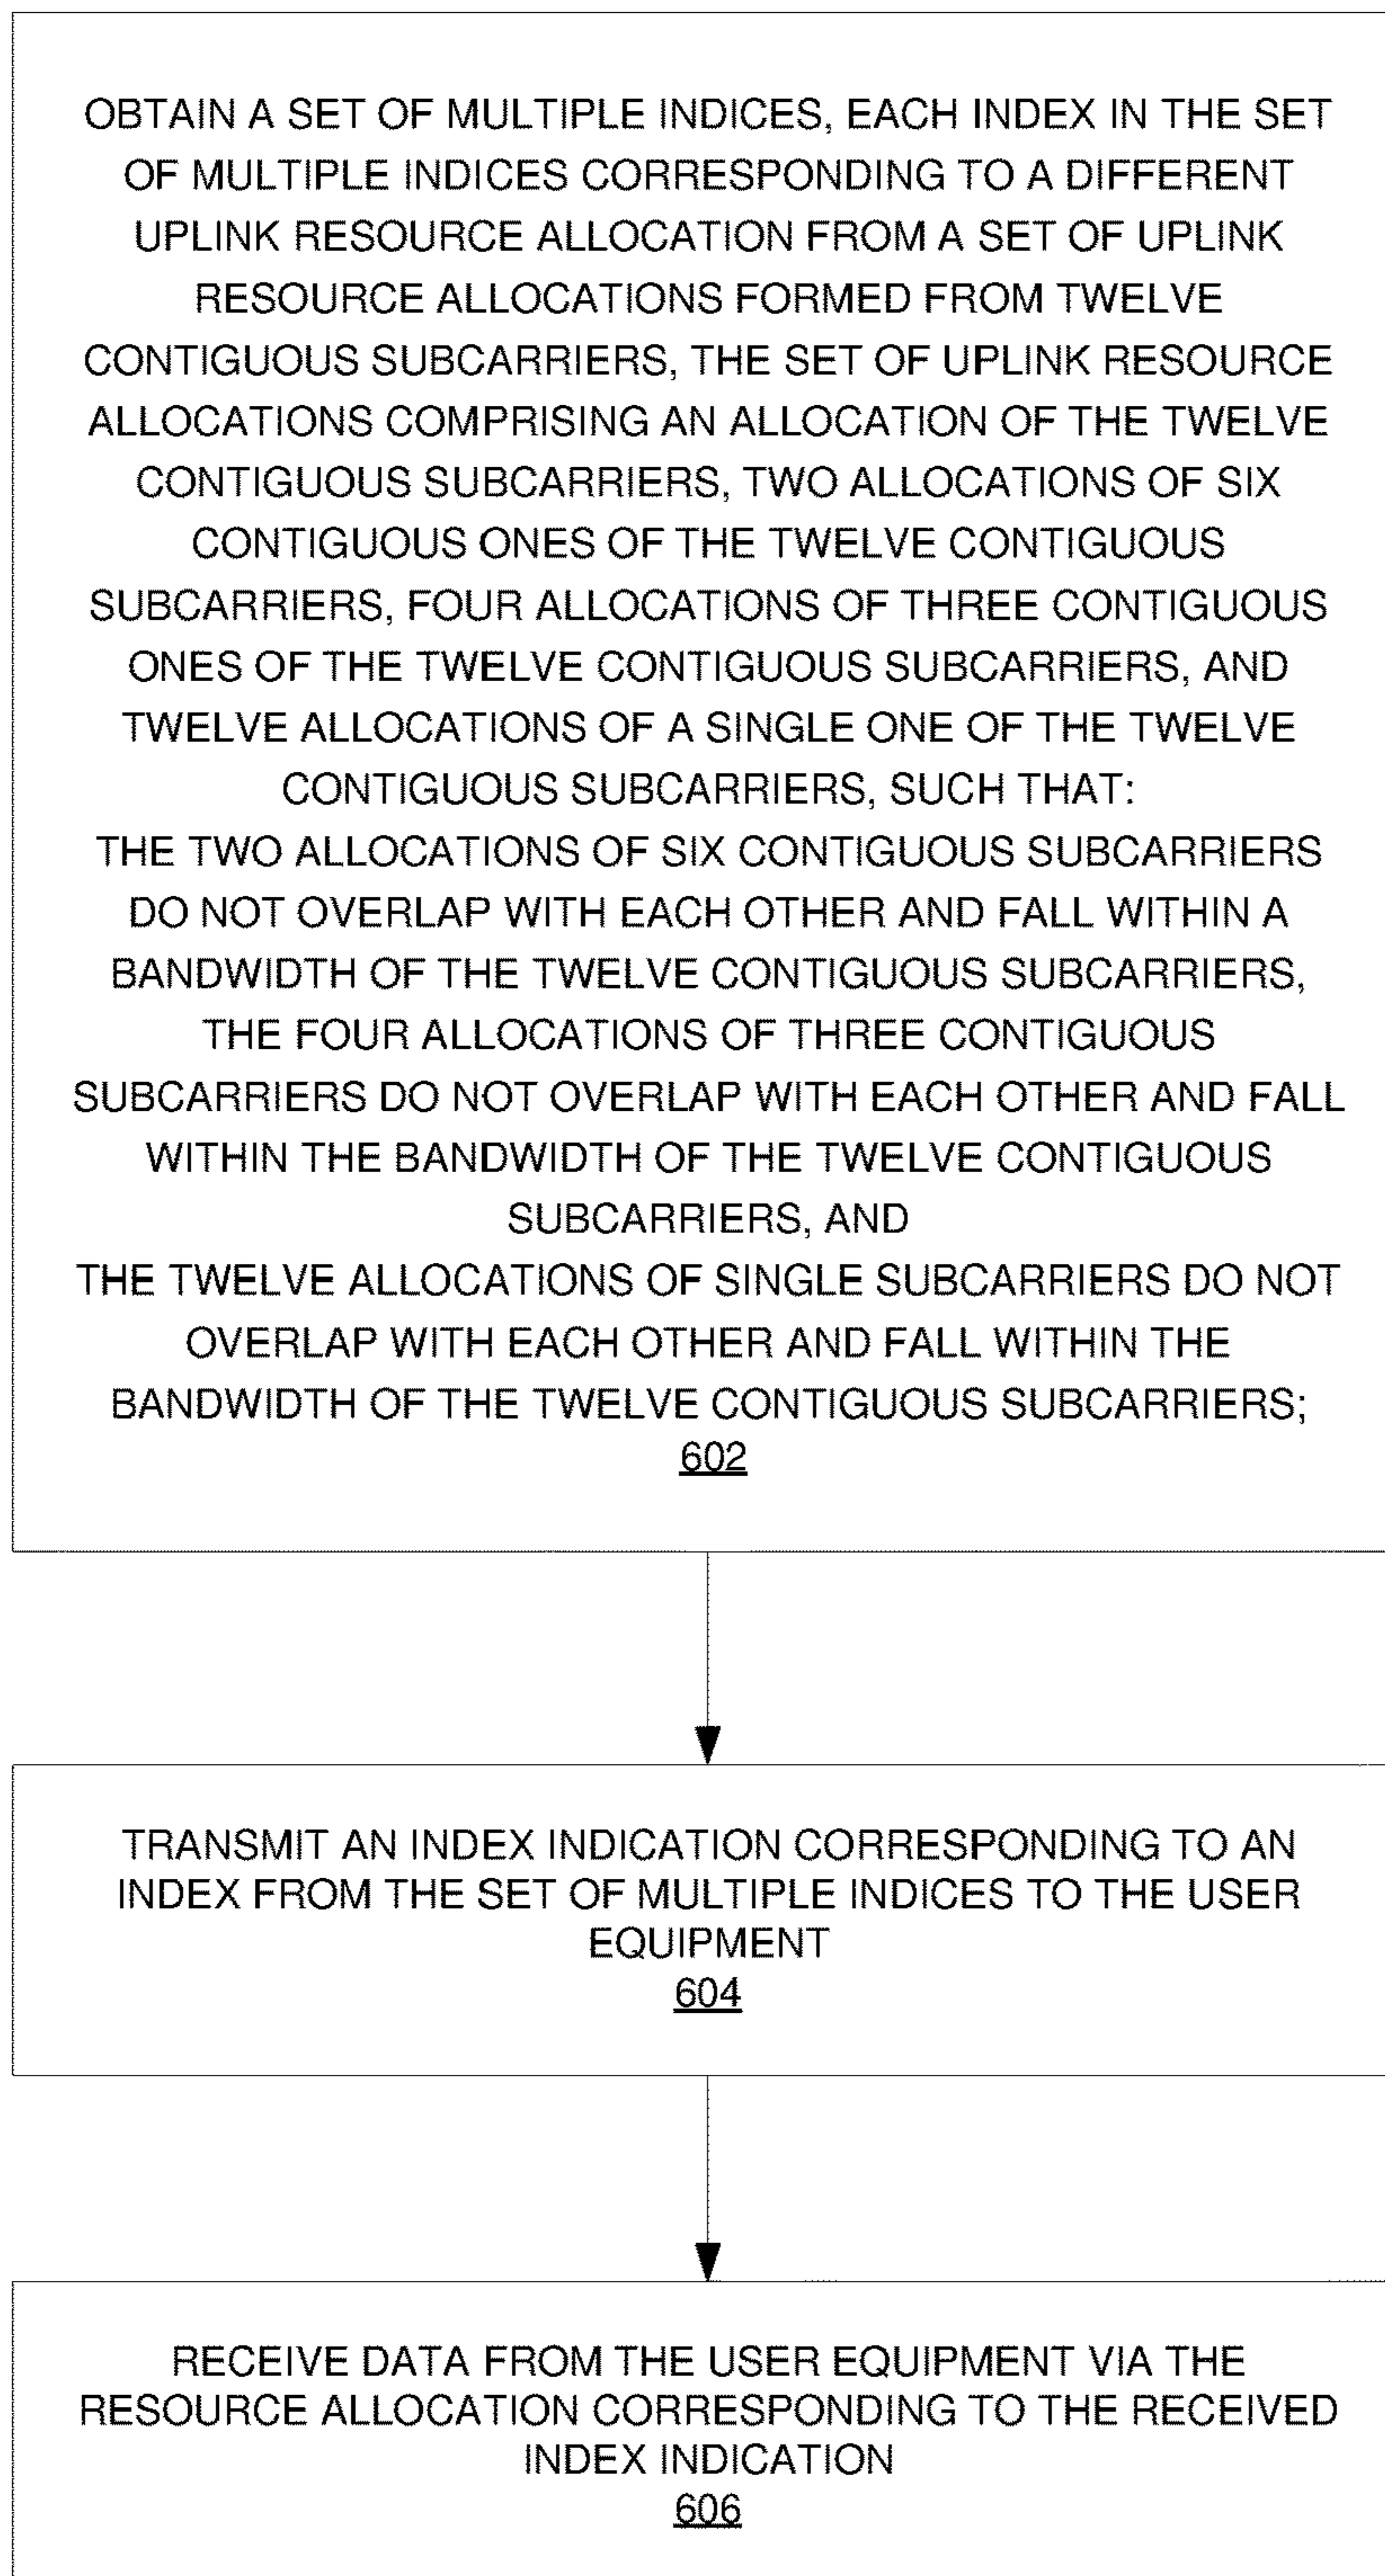 OBTAIN A SET OF MULTIPLE INDICES, EACH INDEX IN THE SET
OF MULTIPLE INDICES CORRESPONDING TO A DIFFERENT
UPLINK RESOURCE ALLOCATION FROM A SET OF UPLINK
RESOURCE ALLOCATIONS FORMED FROM TWELVE
CONTIGUOUS SUBCARRIERS, THE SET OF UPLINK RESOURCE
ALLOCATIONS COMPRISING AN ALLOCATION OF THE TWELVE
CONTIGUOUS SUBCARRIERS, TWO ALLOCATIONS OF SIX
CONTIGUOUS ONES OF THE TWELVE CONTIGUOUS
SUBCARRIERS, FOUR ALLOCATIONS OF THREE CONTIGUOUS
ONES OF THE TWELVE CONTIGUOUS SUBCARRIERS, AND
TWELVE ALLOCATIONS OF A SINGLE ONE OF THE TWELVE
CONTIGUOUS SUBCARRIERS, SUCH THAT:
THE TWO ALLOCATIONS OF SIX CONTIGUOUS SUBCARRIERS
DO NOT OVERLAP WITH EACH OTHER AND FALL WITHIN A
BANDWIDTH OF THE TWELVE CONTIGUOUS SUBCARRIERS,
THE FOUR ALLOCATIONS OF THREE CONTIGUOUS
SUBCARRIERS DO NOT OVERLAP WITH EACH OTHER AND FALL
WITHIN THE BANDWIDTH OF THE TWELVE CONTIGUOUS
SUBCARRIERS, AND
THE TWELVE ALLOCATIONS OF SINGLE SUBCARRIERS DO NOT
OVERLAP WITH EACH OTHER AND FALL WITHIN THE
BANDWIDTH OF THE TWELVE CONTIGUOUS SUBCARRIERS;
602
TRANSMIT AN INDEX INDICATION CORRESPONDING TO AN
INDEX FROM THE SET OF MULTIPLE INDICES TO THE USER
EQUIPMENT
604
RECEIVE DATA FROM THE USER EQUIPMENT VIA THE
RESOURCE ALLOCATION CORRESPONDING TO THE RECEIVED
INDEX INDICATION
606